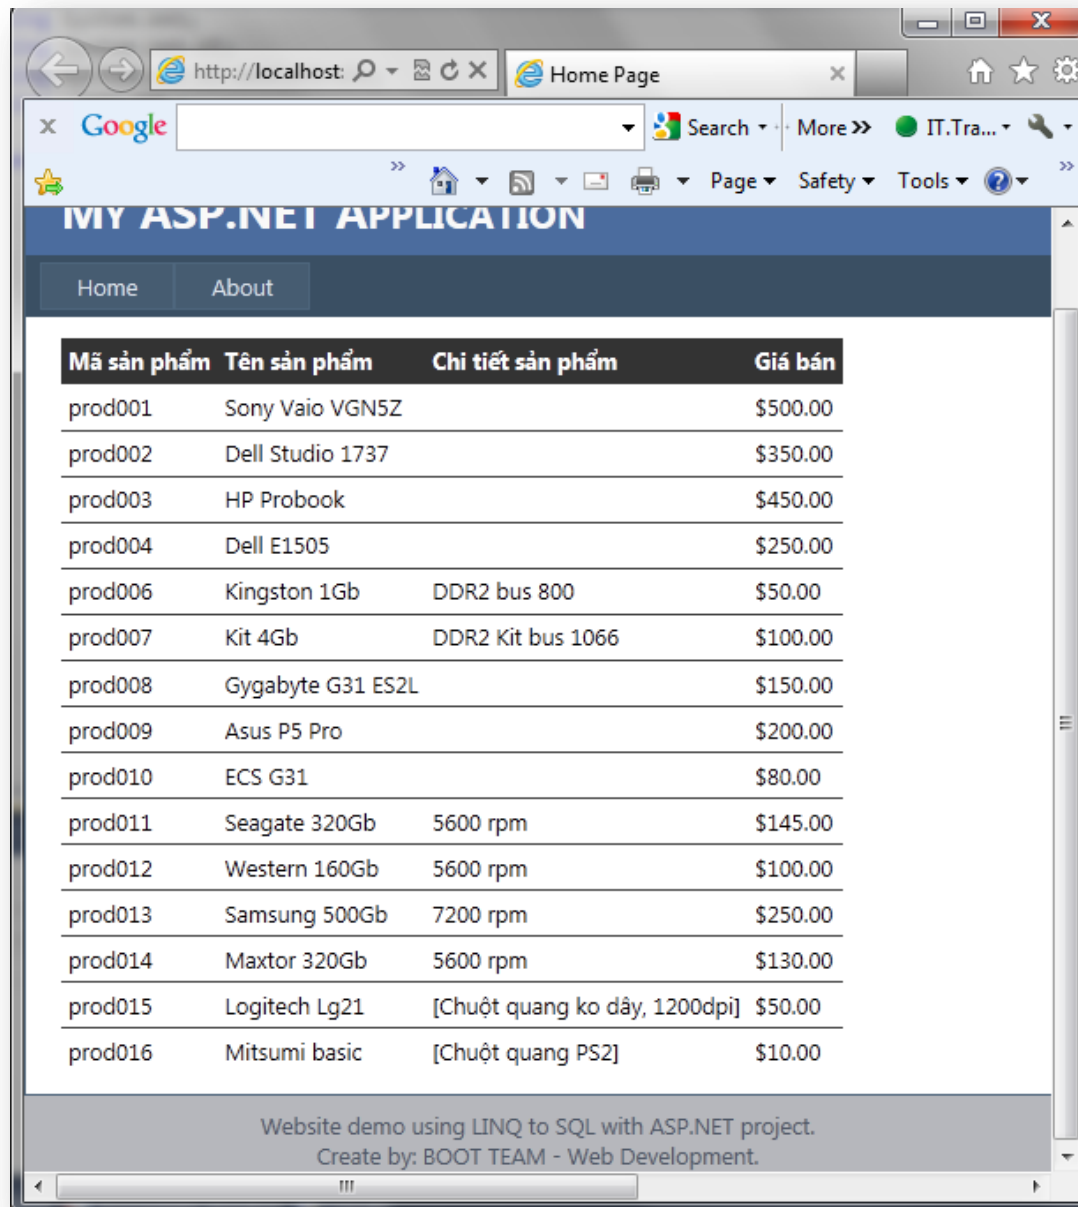 http://localhost:
Home Page
Google
Search
More
IT.Tra...
Page
Safety
Tools
MY ASP.NET APPLICATION
Home
About
Mã sản phẩm Tên sản phẩm Chi tiết sản phẩm Giá bán
prod001 Sony Vaio VGN5Z $500.00
prod002 Dell Studio 1737 $350.00
prod003 HP Probook $450.00
prod004 Dell E1505 $250.00
prod006 Kingston 1Gb DDR2 bus 800 $50.00
prod007 Kit 4Gb DDR2 Kit bus 1066 $100.00
prod008 Gygabyte G31 ES2L $150.00
prod009 Asus P5 Pro $200.00
prod010 ECS G31 $80.00
prod011 Seagate 320Gb 5600 rpm $145.00
prod012 Western 160Gb 5600 rpm $100.00
prod013 Samsung 500Gb 7200 rpm $250.00
prod014 Maxtor 320Gb 5600 rpm $130.00
prod015 Logitech Lg21 [Chuột quang ko dây, 1200dpi] $50.00
prod016 Mitsumi basic [Chuột quang PS2] $10.00
Website demo using LINQ to SQL with ASP.NET project.
Create by: BOOT TEAM - Web Development.